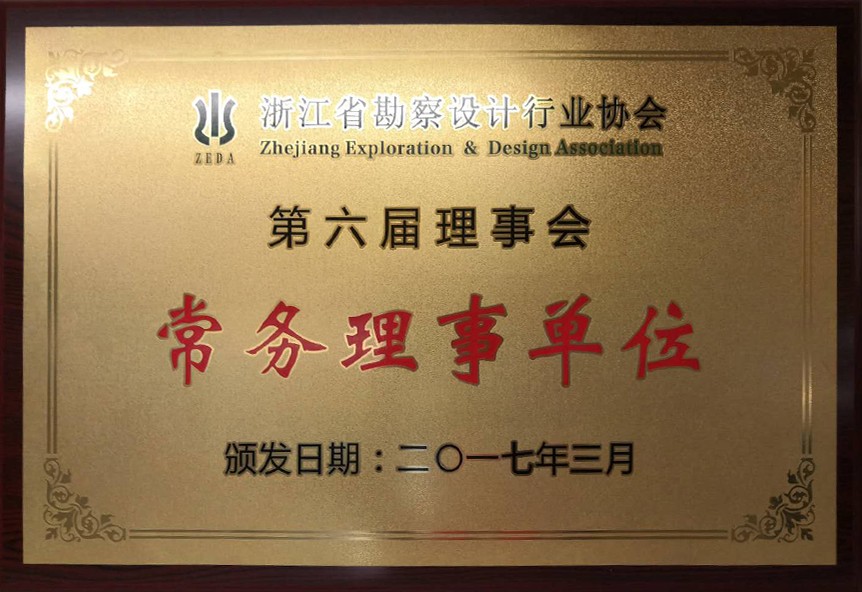 浙江省勘察设计行业协会
ZEDA
Zhejiang Exploration & Design Association
第六届理事会
常务理事单位
颁发日期：二〇一七年三月